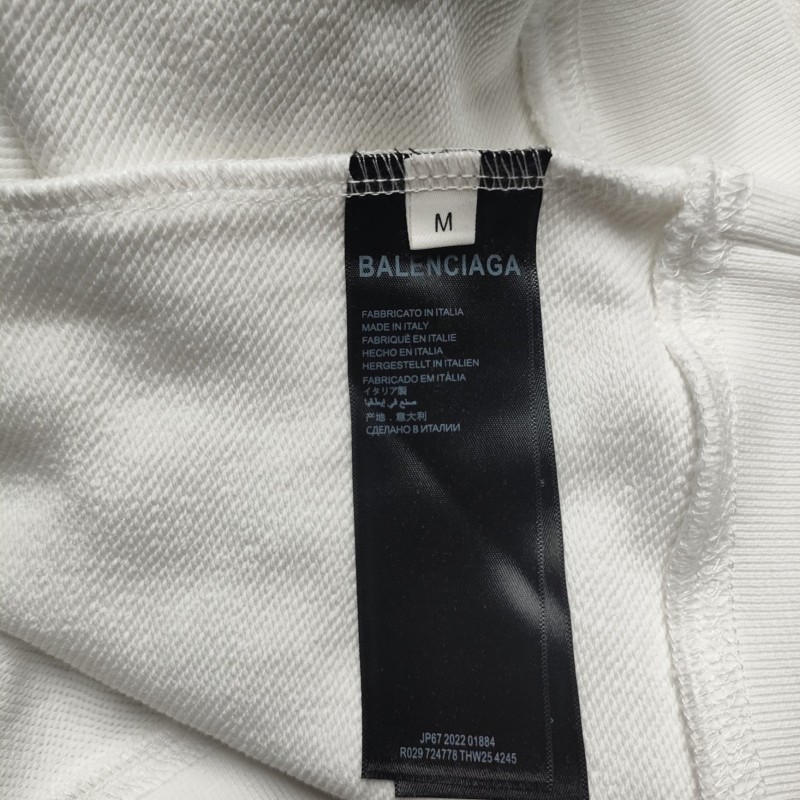 M
BALENCIAGA
FABBRICATO IN ITALIA
MADE IN ITALY
FABRIQUÉ EN ITALIE
HECHO EN ITALIA
HERGESTELLT IN ITALIEN
FABRICADO EM ITÁLIA
イタリア製
صنع في إيطاليا
产地．意大利
СДЕЛАНО В ИТАЛИИ
JP67 2022 01884
R029 724778 THW25 4245